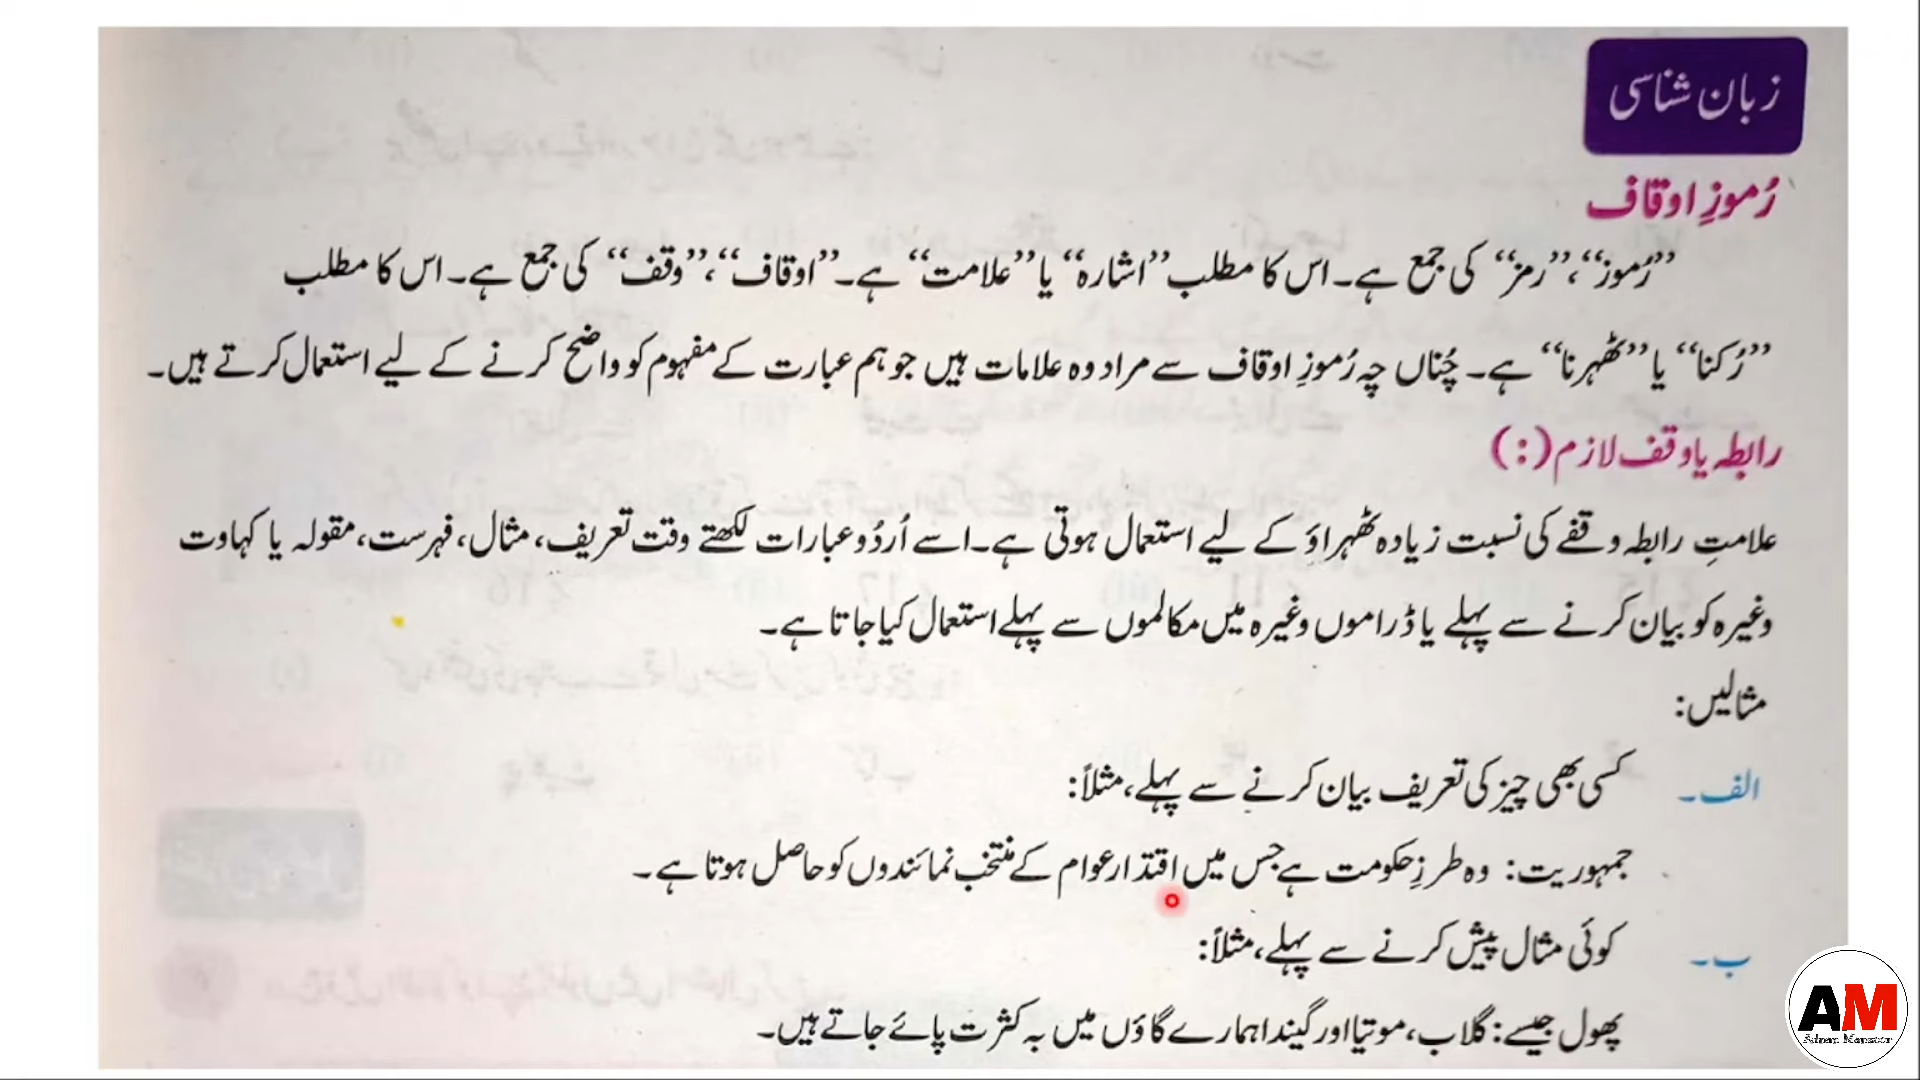 زبان شناسی
رُموزِ اوقاف
”رُموز“،”رمز“ کی جمع ہے۔ اس کا مطلب ”اشارہ“ یا ”علامت“ ہے۔ ”اوقاف“،”وقف“ کی جمع ہے۔ اس کا مطلب
”رُکنا“ یا ”ٹھہرنا“ ہے۔ چُناں چہ رُموزِ اوقاف سے مراد وہ علامات ہیں جو ہم عبارت کے مفہوم کو واضح کرنے کے لیے استعمال کرتے ہیں۔
رابطہ یا وقف لازم (:)
علامتِ رابطہ وقفے کی نسبت زیادہ ٹھہراؤ کے لیے استعمال ہوتی ہے۔ اسے اُردُو عبارات لکھتے وقت تعریف، مثال، فہرست، مقولہ یا کہاوت
وغیرہ کو بیان کرنے سے پہلے یا ڈراموں وغیرہ میں مکالموں سے پہلے استعمال کیا جاتا ہے۔
مثالیں:
الف۔ کسی بھی چیز کی تعریف بیان کرنے سے پہلے، مثلاً:
جمہوریت: وہ طرزِ حکومت ہے جس میں اقتدار عوام کے منتخب نمائندوں کو حاصل ہوتا ہے۔
ب۔ کوئی مثال پیش کرنے سے پہلے، مثلاً:
پھول جیسے: گلاب، موتیا اور گیندا ہمارے گاؤں میں بہ کثرت پائے جاتے ہیں۔
AM
Adnan Mansoor